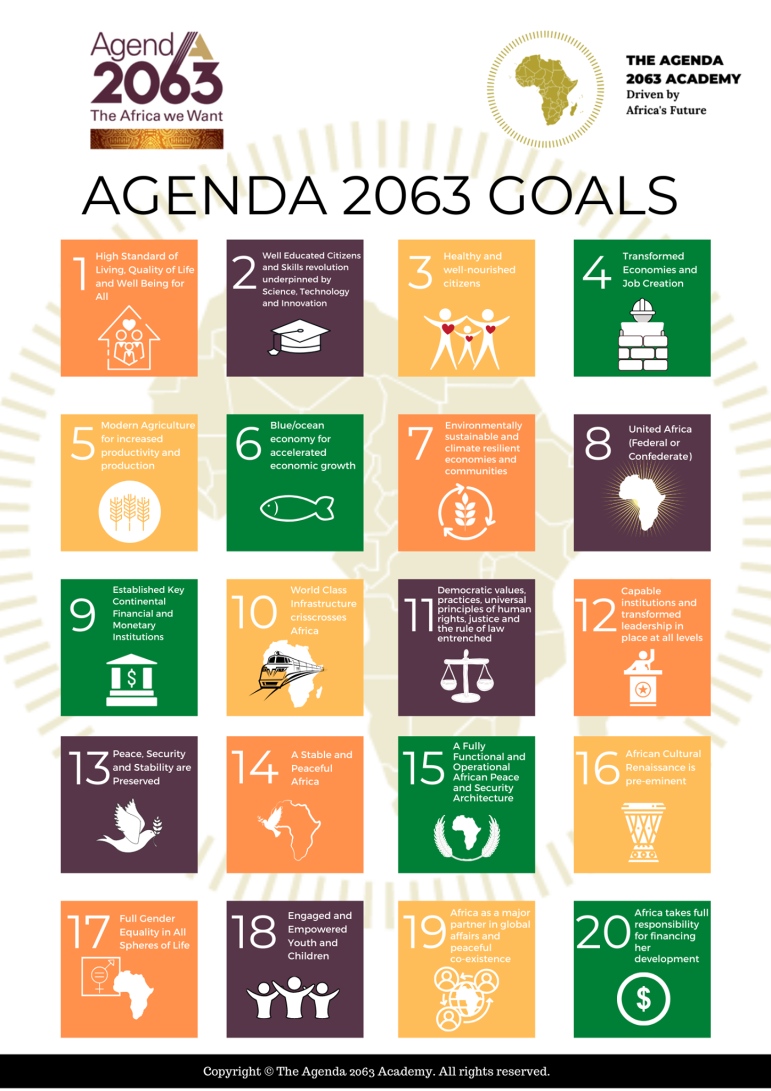 Agenda
2063
The Africa we Want
THE AGENDA
2063 ACADEMY
Driven by
Africa's Future
AGENDA 2063 GOALS
1
High Standard of
Living, Quality of Life
and Well Being for
All
2
Well Educated Citizens
and Skills revolution
underpinned by
Science, Technology
and Innovation
3
Healthy and
well-nourished
citizens
4
Transformed
Economies and
Job Creation
5
Modern Agriculture
for increased
productivity and
production
6
Blue/ocean
economy for
accelerated
economic growth
7
Environmentally
sustainable and
climate resilient
economies and
communities
8
United Africa
(Federal or
Confederate)
9
Established Key
Continental
Financial and
Monetary
Institutions
$
10
World Class
Infrastructure
crisscrosses
Africa
11
Democratic values,
practices, universal
principles of human
rights, justice and
the rule of law
entrenched
12
Capable
institutions and
transformed
leadership in
place at all levels
13
Peace, Security
and Stability are
Preserved
14
A Stable and
Peaceful
Africa
15
A Fully
Functional and
Operational
African Peace
and Security
Architecture
16
African Cultural
Renaissance is
pre-eminent
17
Full Gender
Equality in All
Spheres of Life
18
Engaged and
Empowered
Youth and
Children
19
Africa as a major
partner in global
affairs and
peaceful
co-existence
20
Africa takes full
responsibility
for financing
her
development
$
Copyright © The Agenda 2063 Academy. All rights reserved.